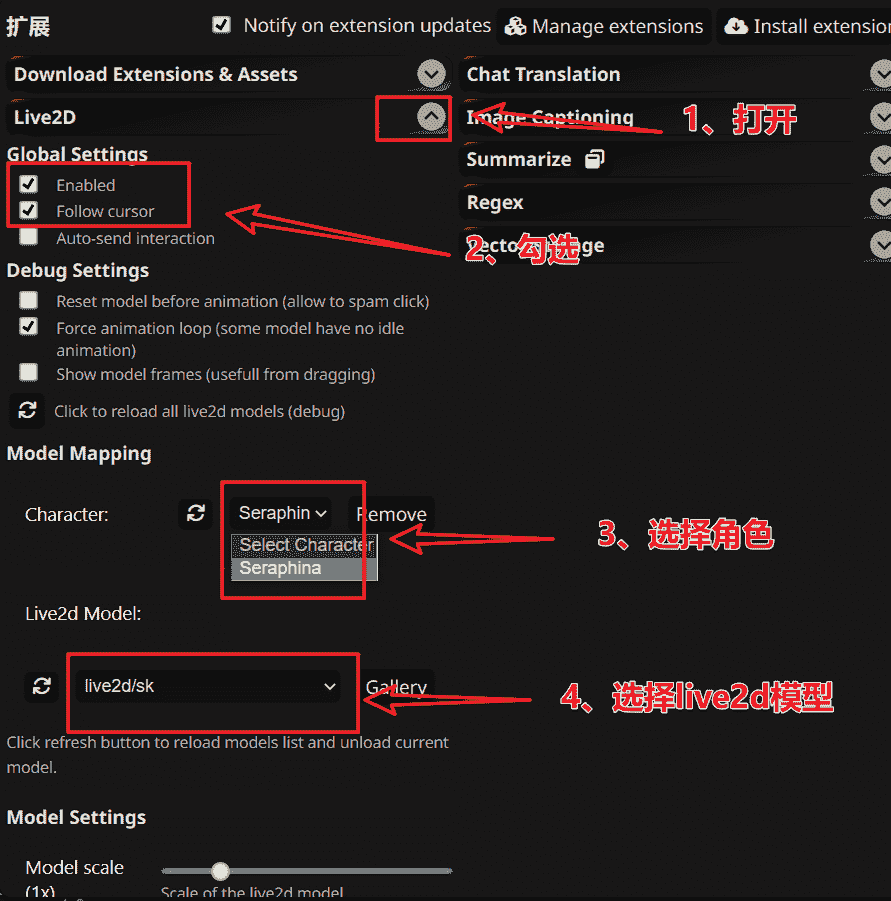 扩展
Notify on extension updates
Manage extensions
Install extension
Download Extensions & Assets
Chat Translation
Live2D
Image Captioning
1、打开
Global Settings
Summarize
Enabled
Follow cursor
Regex
Auto-send interaction
2、勾选
Debug Settings
Reset model before animation (allow to spam click)
Force animation loop (some model have no idle
animation)
Show model frames (usefull from dragging)
Click to reload all live2d models (debug)
Model Mapping
Character:
Seraphin
Remove
Select Character
Seraphina
3、选择角色
Live2d Model:
live2d/sk
Gallery
4、选择live2d模型
Click refresh button to reload models list and unload current
model.
Model Settings
Model scale
(1x)
Scale of the live2d model